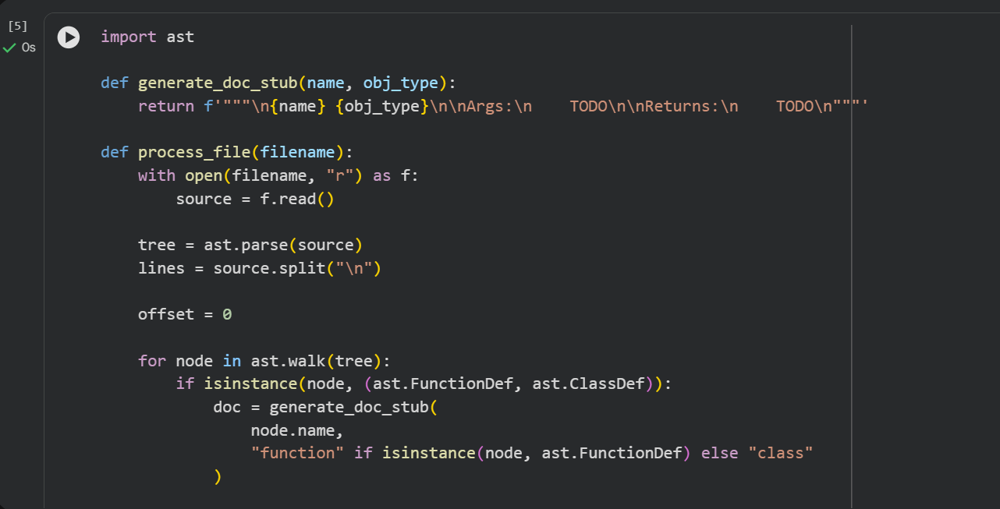 [5]
0s
import ast
def generate_doc_stub(name, obj_type):
    return f'"""\n{name} {obj_type}\n\nArgs:\n    TODO\n\nReturns:\n    TODO\n"""'
def process_file(filename):
    with open(filename, "r") as f:
        source = f.read()
    tree = ast.parse(source)
    lines = source.split("\n")
    offset = 0
    for node in ast.walk(tree):
        if isinstance(node, (ast.FunctionDef, ast.ClassDef)):
            doc = generate_doc_stub(
                node.name,
                "function" if isinstance(node, ast.FunctionDef) else "class"
            )